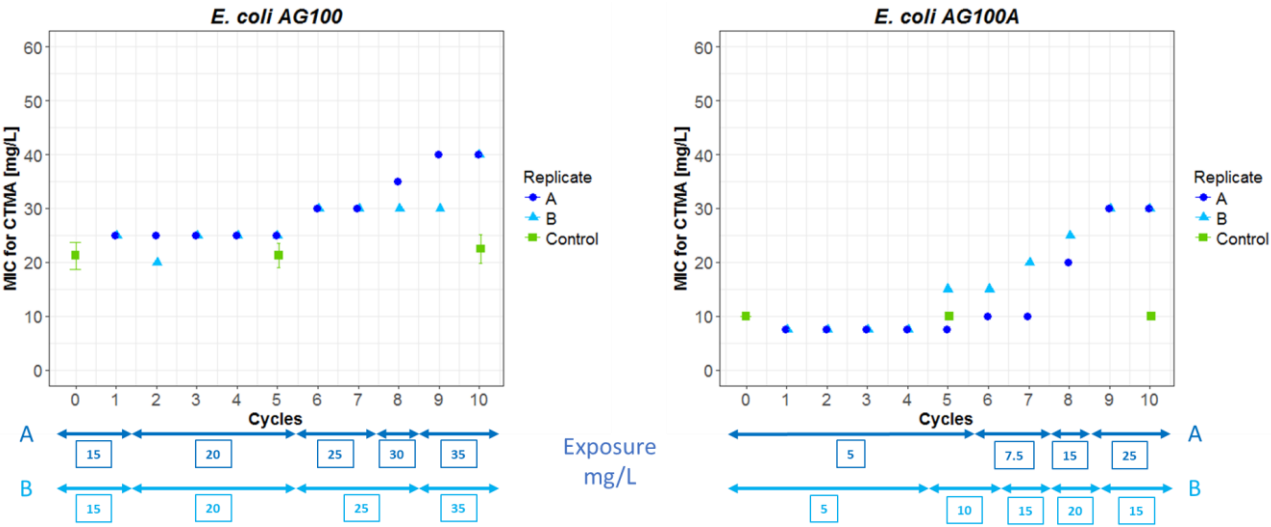 E. coli AG100
60
50
40
30
20
10
0
MIC for CTMA [mg/L]
0 1 2 3 4 5 6 7 8 9 10
Cycles
Replicate
A
B
Control
A
15 20 25 30 35
B
15 20 25 35
Exposure
mg/L
E. coli AG100A
60
50
40
30
20
10
0
MIC for CTMA [mg/L]
0 1 2 3 4 5 6 7 8 9 10
Cycles
Replicate
A
B
Control
A
5 7.5 15 25
B
5 10 15 20 15